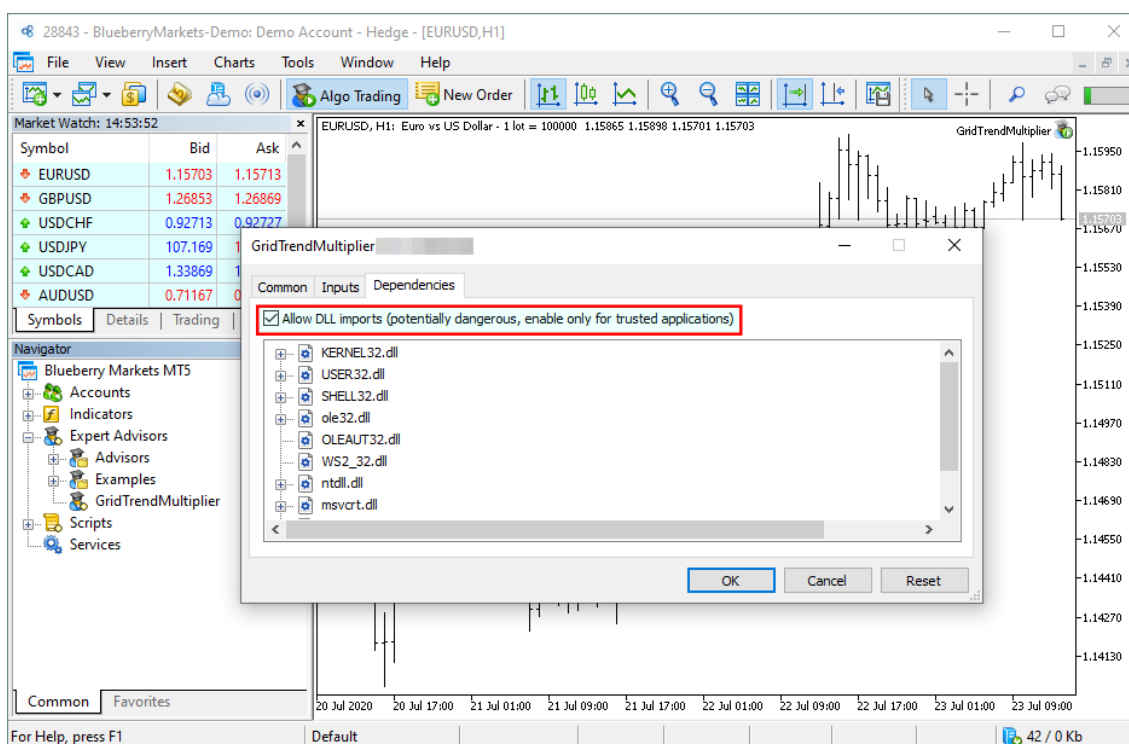 28843 - BlueberryMarkets-Demo: Demo Account - Hedge - [EURUSD,H1]
File View Insert Charts Tools Window Help
Algo Trading New Order
Market Watch: 14:53:52
Symbol Bid Ask
EURUSD 1.15703 1.15713
GBPUSD 1.26853 1.26869
USDCHF 0.92713 0.92727
USDJPY 107.169 1
USDCAD 1.33869 1
AUDUSD 0.71167 0
Symbols | Details | Trading |
EURUSD, H1: Euro vs US Dollar - 1 lot = 100000 1.15865 1.15898 1.15701 1.15703
GridTrendMultiplier
1.15950
1.15810
1.15703
1.15670
1.15530
1.15390
1.15250
1.15110
1.14970
1.14830
1.14690
1.14550
1.14410
1.14270
1.14130
GridTrendMultiplier
Common Inputs Dependencies
Allow DLL imports (potentially dangerous, enable only for trusted applications)
KERNEL32.dll
USER32.dll
SHELL32.dll
ole32.dll
OLEAUT32.dll
WS2_32.dll
ntdll.dll
msvcrt.dll
OK Cancel Reset
Navigator
Blueberry Markets MT5
Accounts
Indicators
Expert Advisors
Advisors
Examples
GridTrendMultiplier
Scripts
Services
Common Favorites
20 Jul 2020 20 Jul 17:00 21 Jul 01:00 21 Jul 09:00 21 Jul 17:00 22 Jul 01:00 22 Jul 09:00 22 Jul 17:00 23 Jul 01:00 23 Jul 09:00
For Help, press F1
Default
42 / 0 Kb